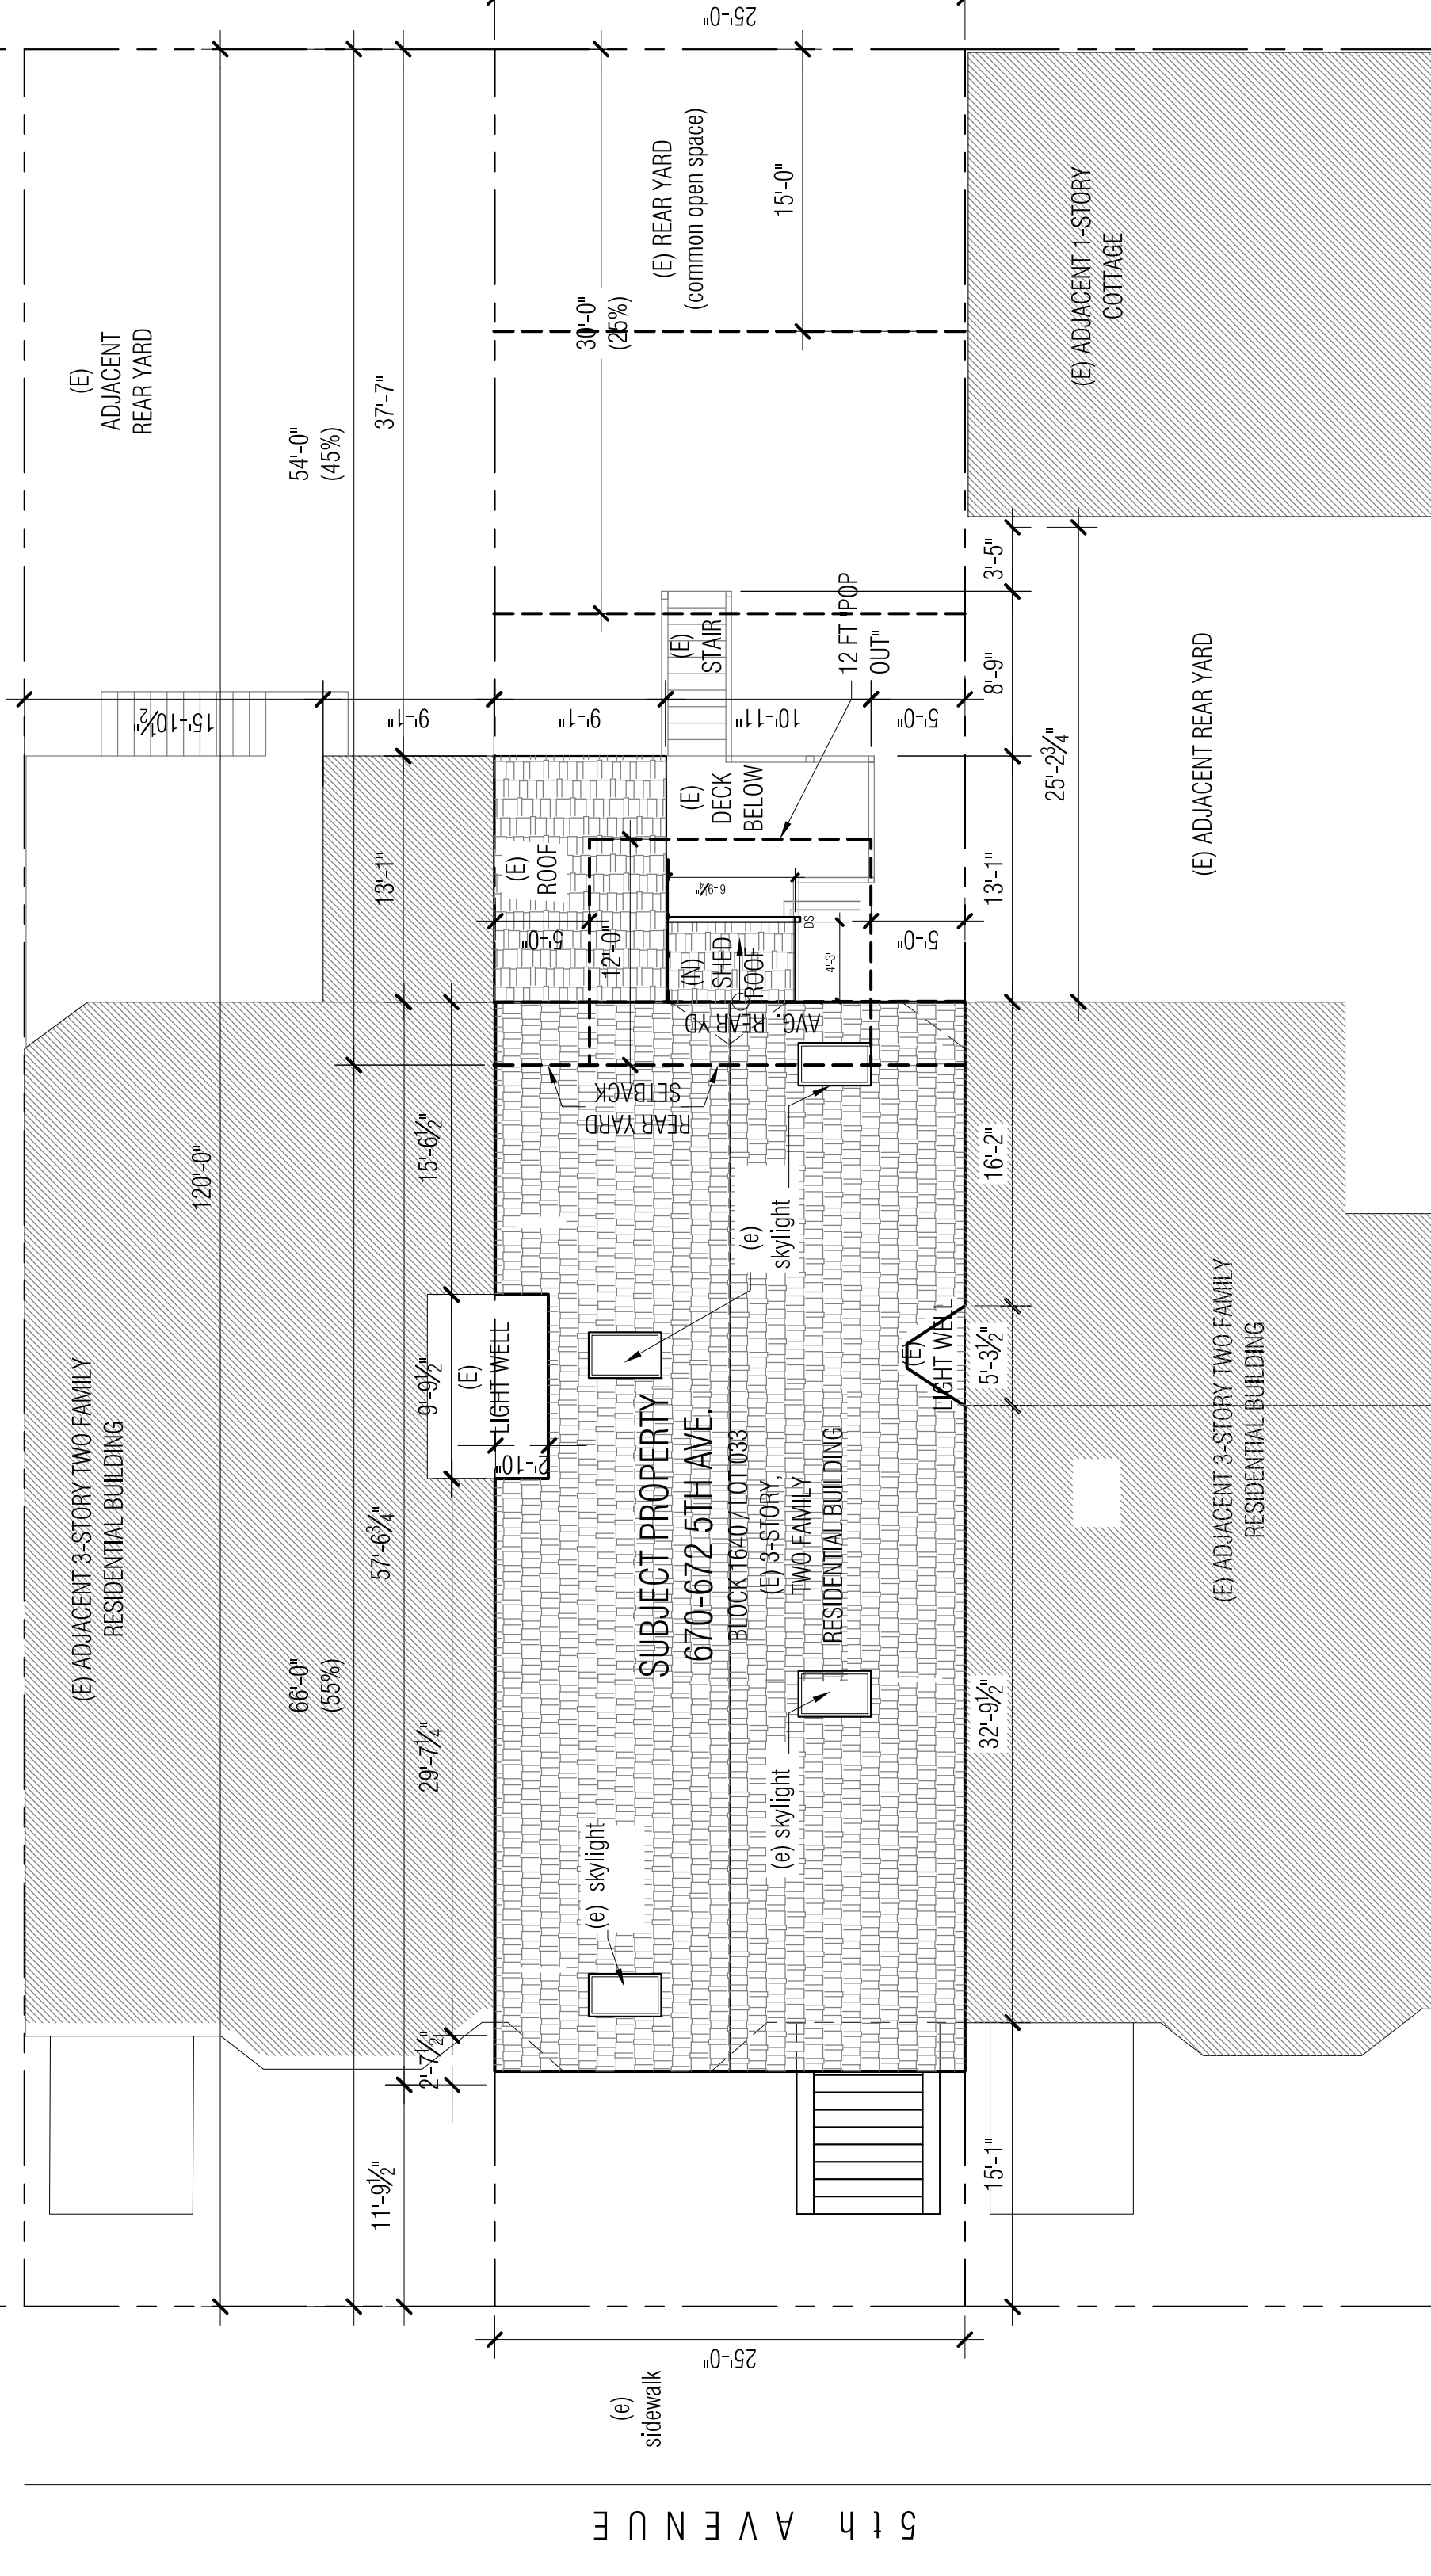 25'-0"
(E)
ADJACENT
REAR YARD
54'-0"
(45%)
37'-7"
30'-0"
(25%)
(E) REAR YARD
(common open space)
15'-0"
(E) ADJACENT 1-STORY
COTTAGE
15'-10½"
9'-1"
9'-1"
10'-11"
5'-0"
(E)
STAIR
12 FT "POP
OUT"
3'-5"
8'-9"
13'-1"
25'-2¾"
(E) ADJACENT REAR YARD
13'-1"
(E)
ROOF
(E)
DECK
BELOW
5'-0"
12'-0"
6'-9¼"
(N)
SHED
ROOF
DS
4'-3"
5'-0"
AVG. REAR YD
REAR YARD
SETBACK
120'-0"
15'-6½"
16'-2"
(e)
skylight
9'-9½"
(E)
LIGHT WELL
2'-10"
(E)
LIGHT WELL
5'-3½"
(E) ADJACENT 3-STORY TWO FAMILY
RESIDENTIAL BUILDING
57'-6¾"
66'-0"
(55%)
29'-7¼"
SUBJECT PROPERTY
670-672 5TH AVE.
BLOCK 1640 / LOT 033
(E) 3-STORY,
TWO FAMILY
RESIDENTIAL BUILDING
32'-9½"
(E) ADJACENT 3-STORY TWO FAMILY
RESIDENTIAL BUILDING
(e) skylight
(e) skylight
2'-7½"
11'-9½"
15'-1"
25'-0"
(e)
sidewalk
5th AVENUE